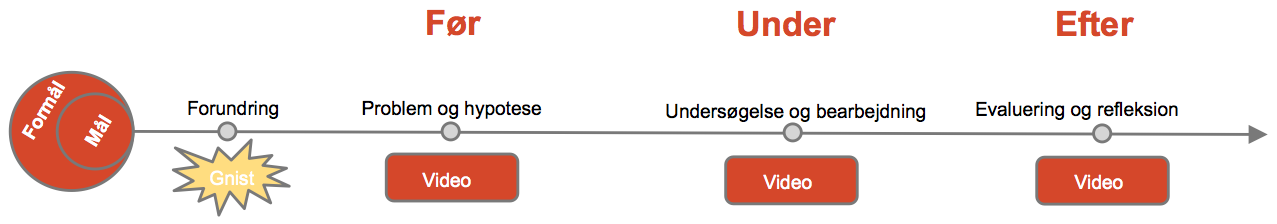 Før
Under
Efter
Formål
Mål
Forundring
Problem og hypotese
Undersøgelse og bearbejdning
Evaluering og refleksion
Gnist
Video
Video
Video